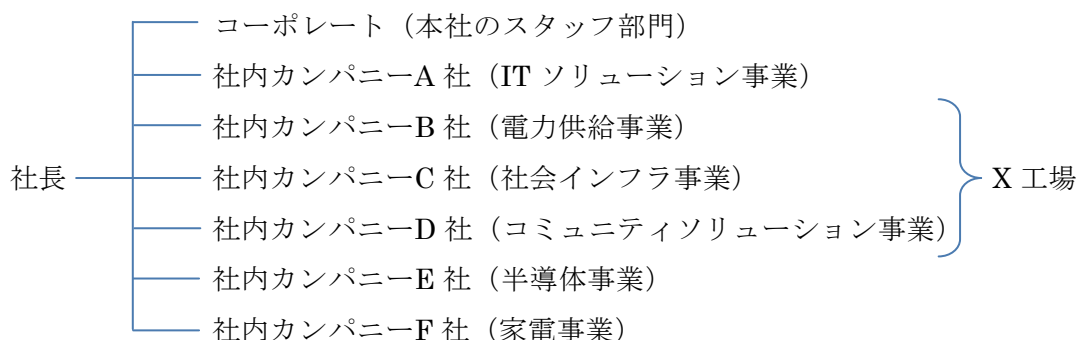 コーポレート（本社のスタッフ部門）
社内カンパニーA 社（IT ソリューション事業）
社内カンパニーB 社（電力供給事業）
社長
社内カンパニーC 社（社会インフラ事業）
X 工場
社内カンパニーD 社（コミュニティソリューション事業）
社内カンパニーE 社（半導体事業）
社内カンパニーF 社（家電事業）